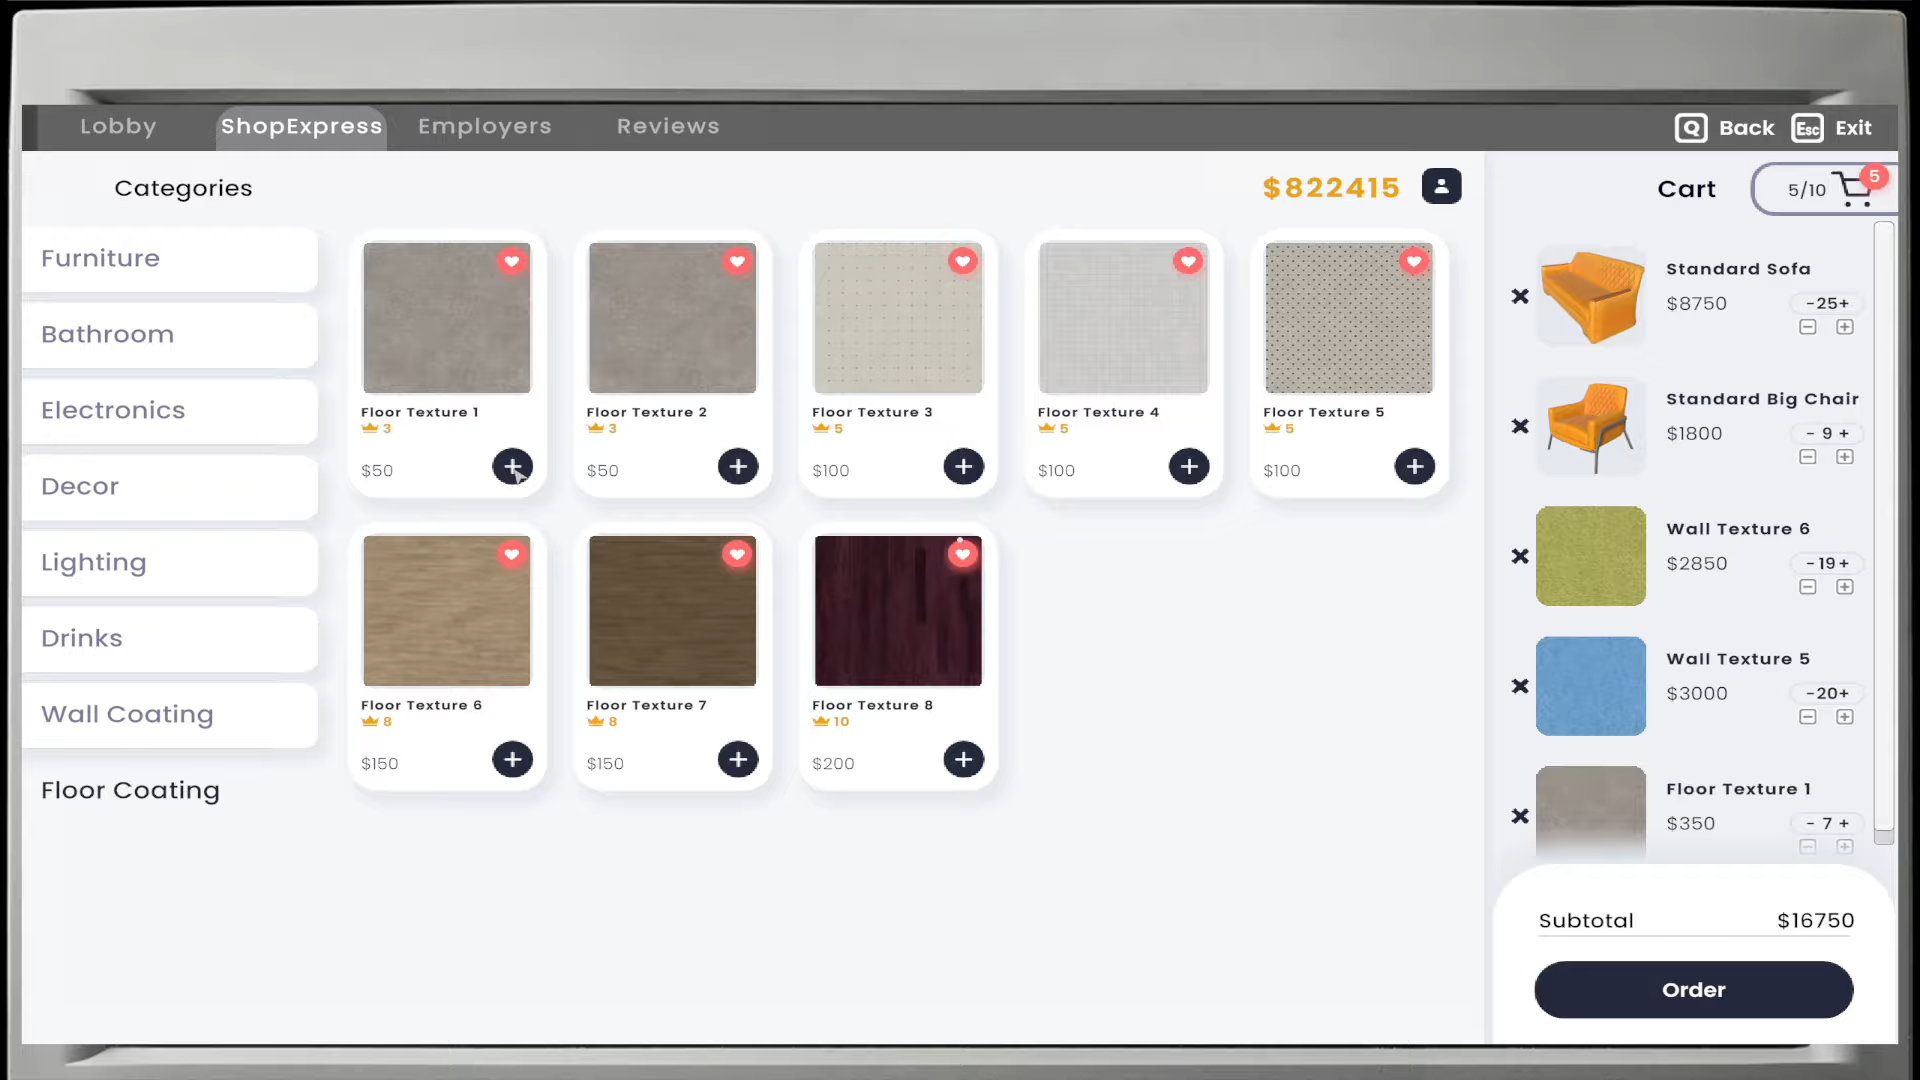 Lobby
ShopExpress
Employers
Reviews
Q Back
Esc Exit
Categories
$822415
Cart
5/10
5
Furniture
Bathroom
Electronics
Decor
Lighting
Drinks
Wall Coating
Floor Coating
Floor Texture 1
3
$50
Floor Texture 2
3
$50
Floor Texture 3
5
$100
Floor Texture 4
5
$100
Floor Texture 5
5
$100
Floor Texture 6
8
$150
Floor Texture 7
8
$150
Floor Texture 8
10
$200
Standard Sofa
$8750
-25+
Standard Big Chair
$1800
- 9 +
Wall Texture 6
$2850
-19+
Wall Texture 5
$3000
-20+
Floor Texture 1
$350
- 7 +
Subtotal
$16750
Order